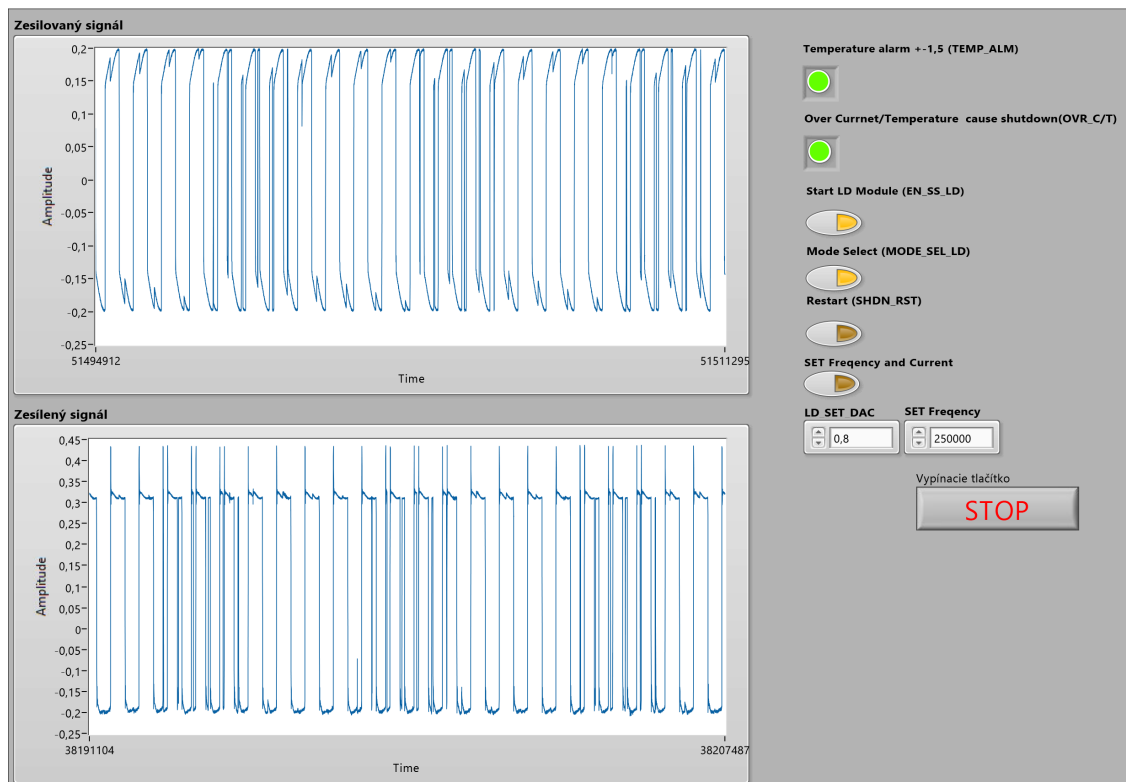 Zesilovaný signál
0,2
0,15
0,1
0,05
0
-0,05
-0,1
-0,15
-0,2
-0,25
Amplitude
51494912
51511295
Time
Zesílený signál
0,45
0,4
0,35
0,3
0,25
0,2
0,15
0,1
0,05
0
-0,05
-0,1
-0,15
-0,2
-0,25
Amplitude
38191104
38207487
Time
Temperature alarm +-1,5 (TEMP_ALM)
Over Currnet/Temperature cause shutdown(OVR_C/T)
Start LD Module (EN_SS_LD)
Mode Select (MODE_SEL_LD)
Restart (SHDN_RST)
SET Freqency and Current
LD SET DAC
SET Freqency
0,8
250000
Vypínacie tlačítko
STOP